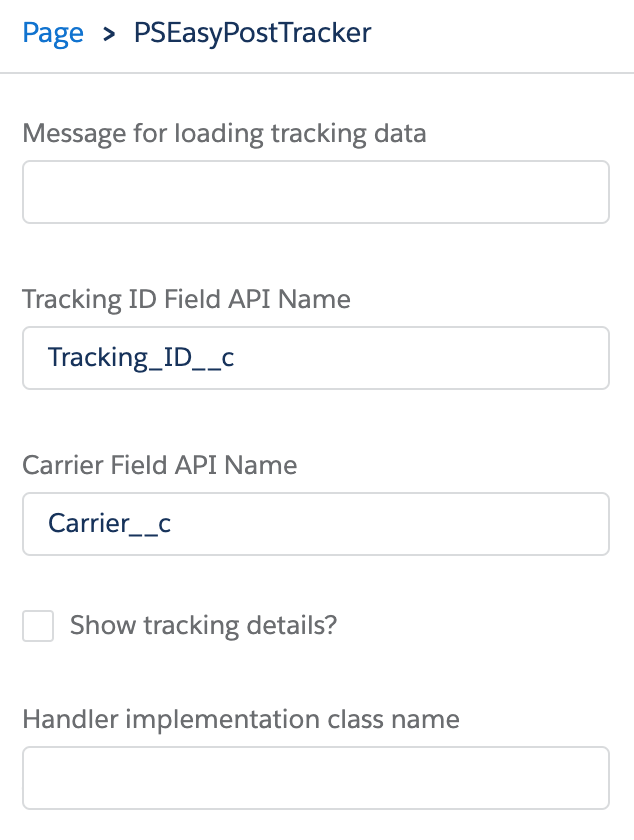 Page > PSEasyPostTracker
Message for loading tracking data
Tracking ID Field API Name
Tracking_ID__c
Carrier Field API Name
Carrier__c
Show tracking details?
Handler implementation class name